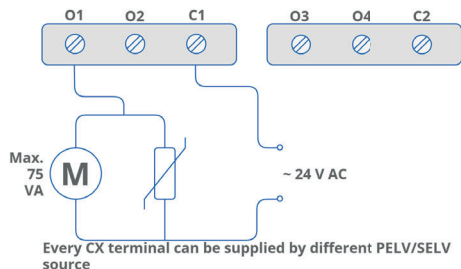 O1 O2 C1 O3 O4 C2
Max.
75
VA
M
~ 24 V AC
Every CX terminal can be supplied by different PELV/SELV
source